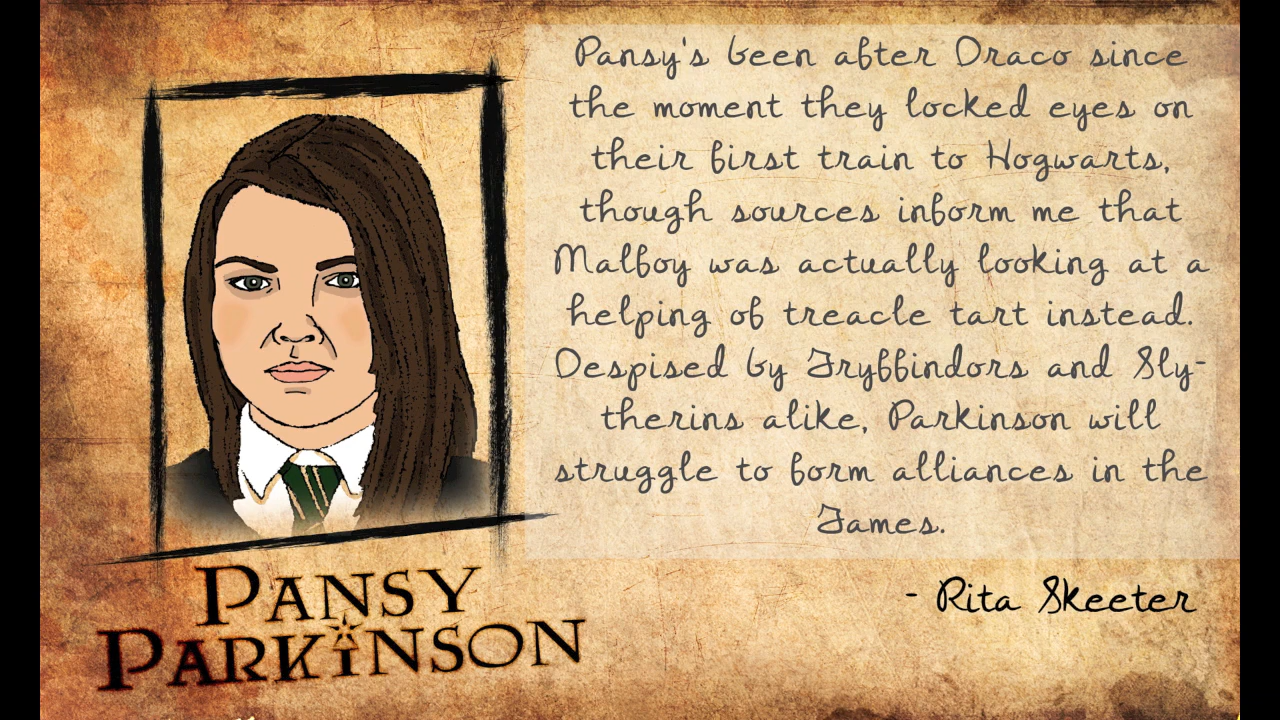 Pansy's been after Draco since
the moment they locked eyes on
their first train to Hogwarts,
though sources inform me that
Malfoy was actually looking at a
helping of treacle tart instead.
Despised by Gryffindors and Sly-
therins alike, Parkinson will
struggle to form alliances in the
Games.
- Rita Skeeter
PANSY
PARKINSON